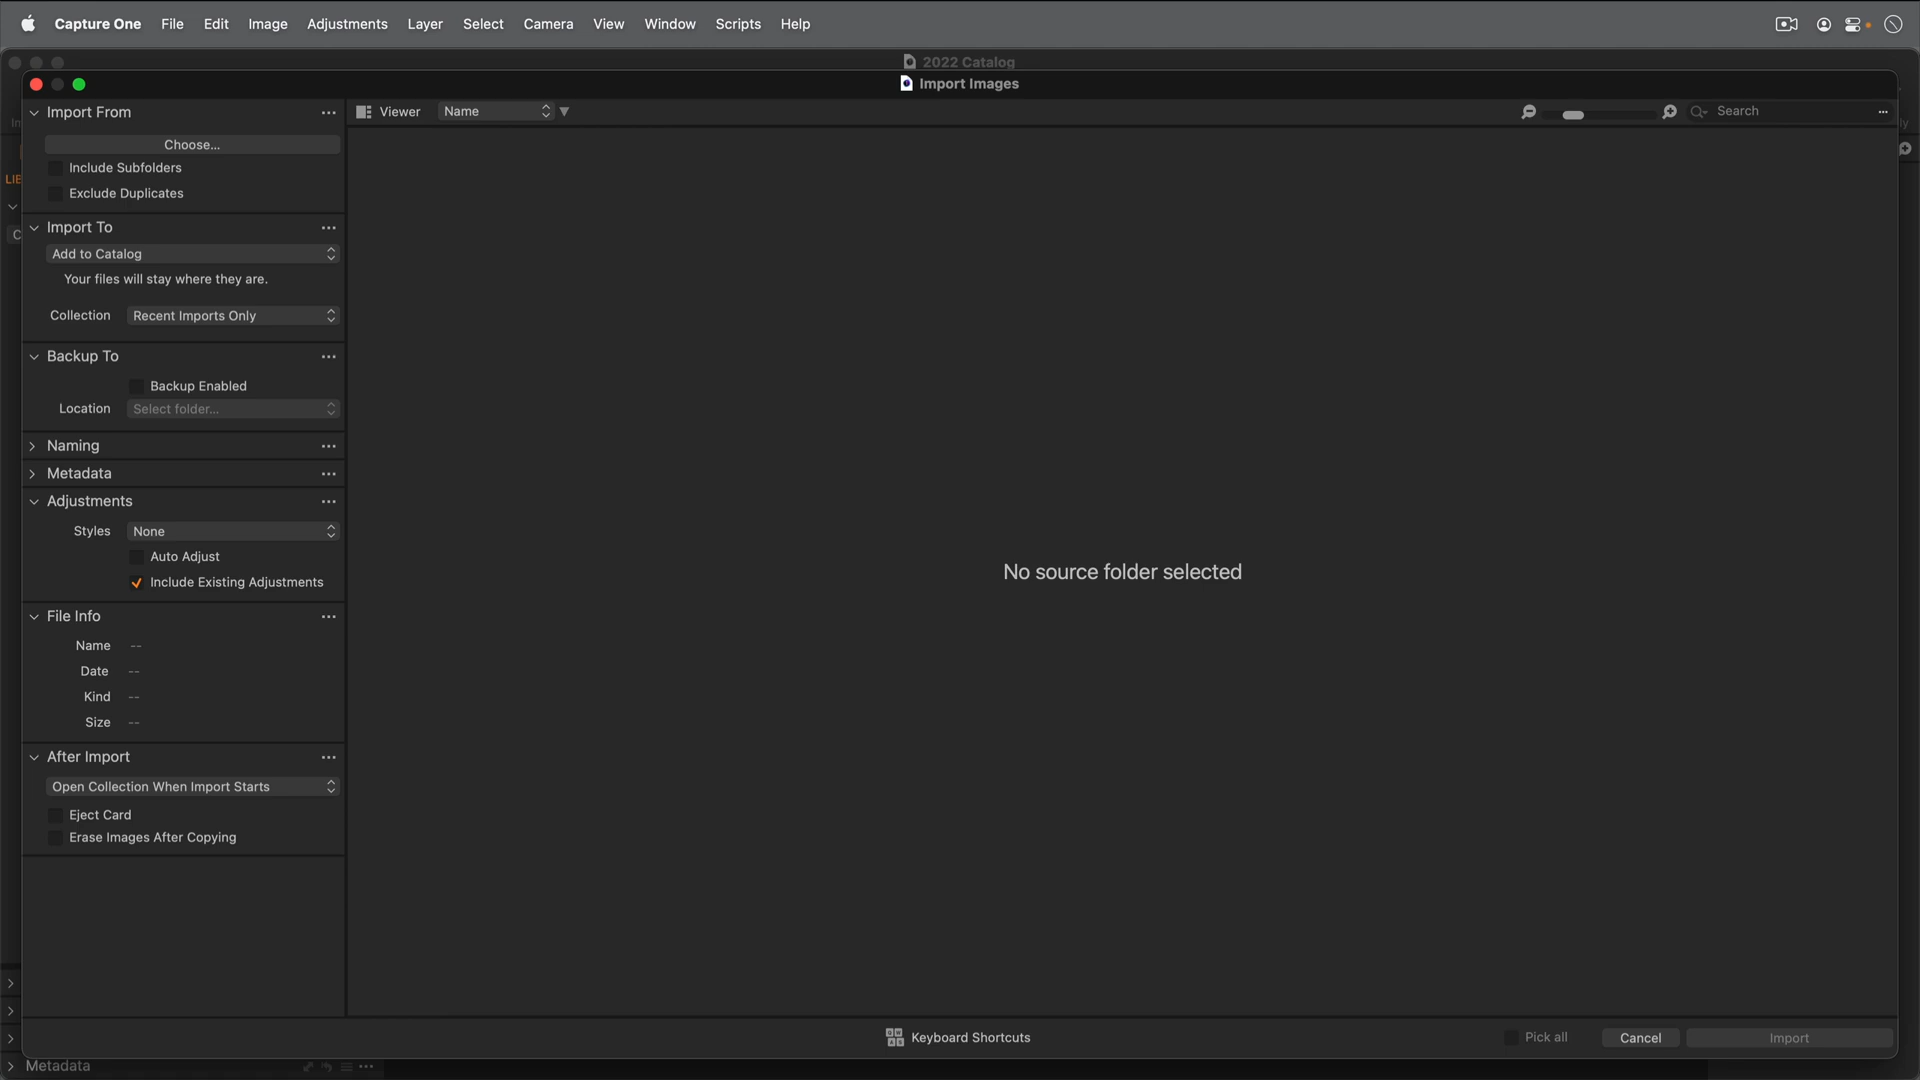 Capture One File Edit Image Adjustments Layer Select Camera View Window Scripts Help
2022 Catalog
Import Images
Import From
Viewer Name Search
Choose...
Include Subfolders
Exclude Duplicates
Import To
Add to Catalog
Your files will stay where they are.
Collection Recent Imports Only
Backup To
Backup Enabled
Location Select folder...
Naming
Metadata
Adjustments
Styles None
Auto Adjust
Include Existing Adjustments
No source folder selected
File Info
Name --
Date --
Kind --
Size --
After Import
Open Collection When Import Starts
Eject Card
Erase Images After Copying
Keyboard Shortcuts Pick all Cancel Import
Metadata